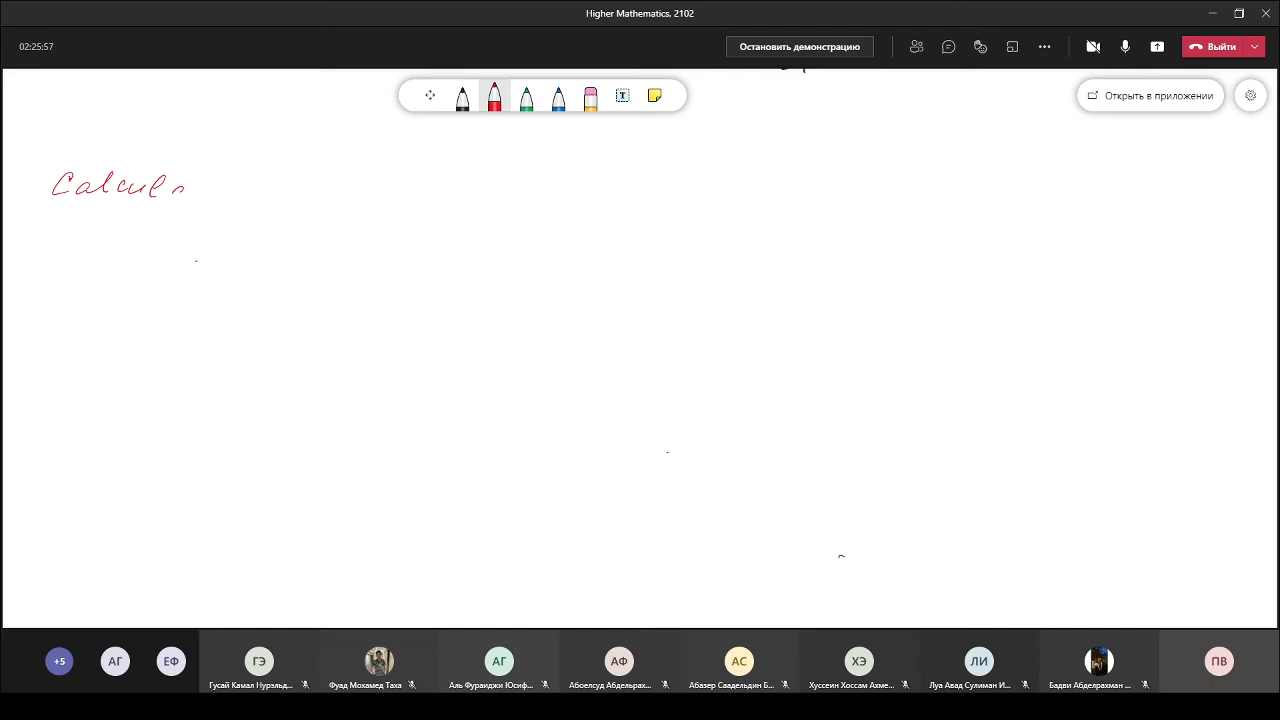 Higher Mathematics, 2102
02:25:57
Остановить демонстрацию
Выйти
T
Открыть в приложении
Calcul
+5
АГ
ЕФ
ГЭ
АГ
АФ
АС
ХЭ
ЛИ
ПВ
Гусай Камал Нурэльд...
Фуад Мохамед Таха
Аль Фураиджи Юсиф...
Абоелсуд Абдельрах...
Абазер Саадельдин Б...
Хуссеин Хоссам Ахме...
Луа Авад Сулиман И...
Бадви Абделрахман ...